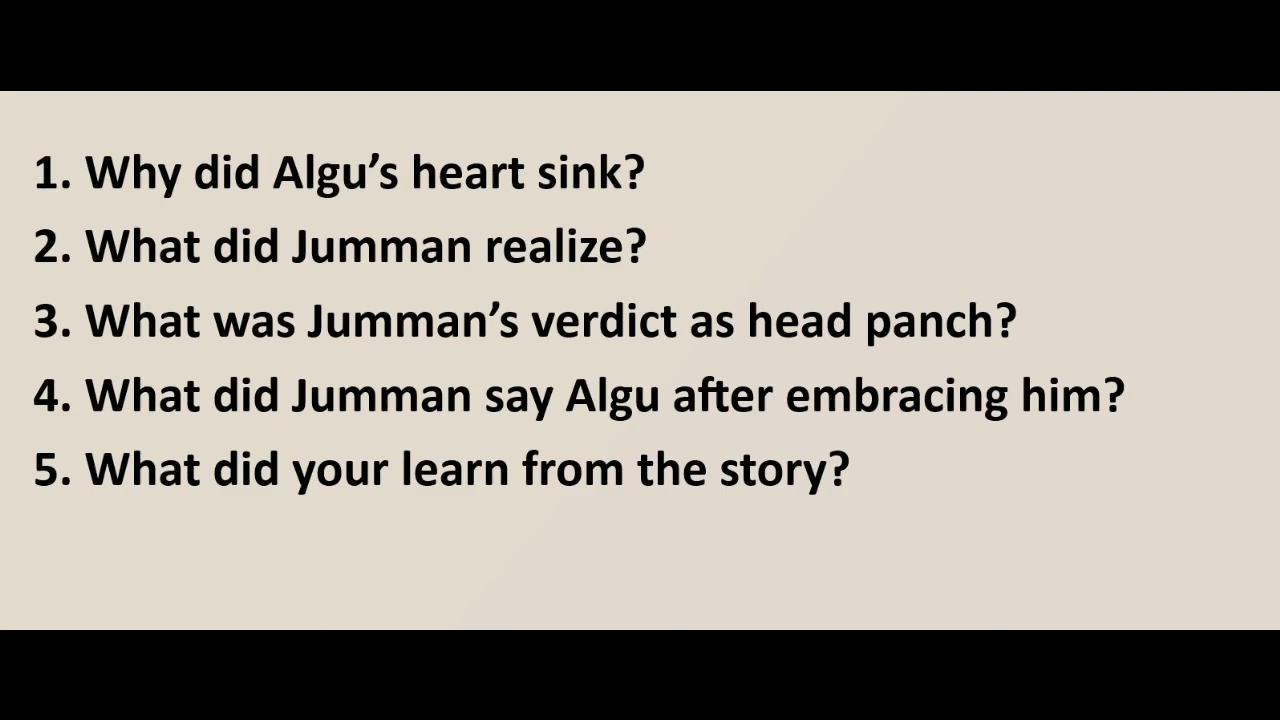 1. Why did Algu’s heart sink?
2. What did Jumman realize?
3. What was Jumman’s verdict as head panch?
4. What did Jumman say Algu after embracing him?
5. What did your learn from the story?